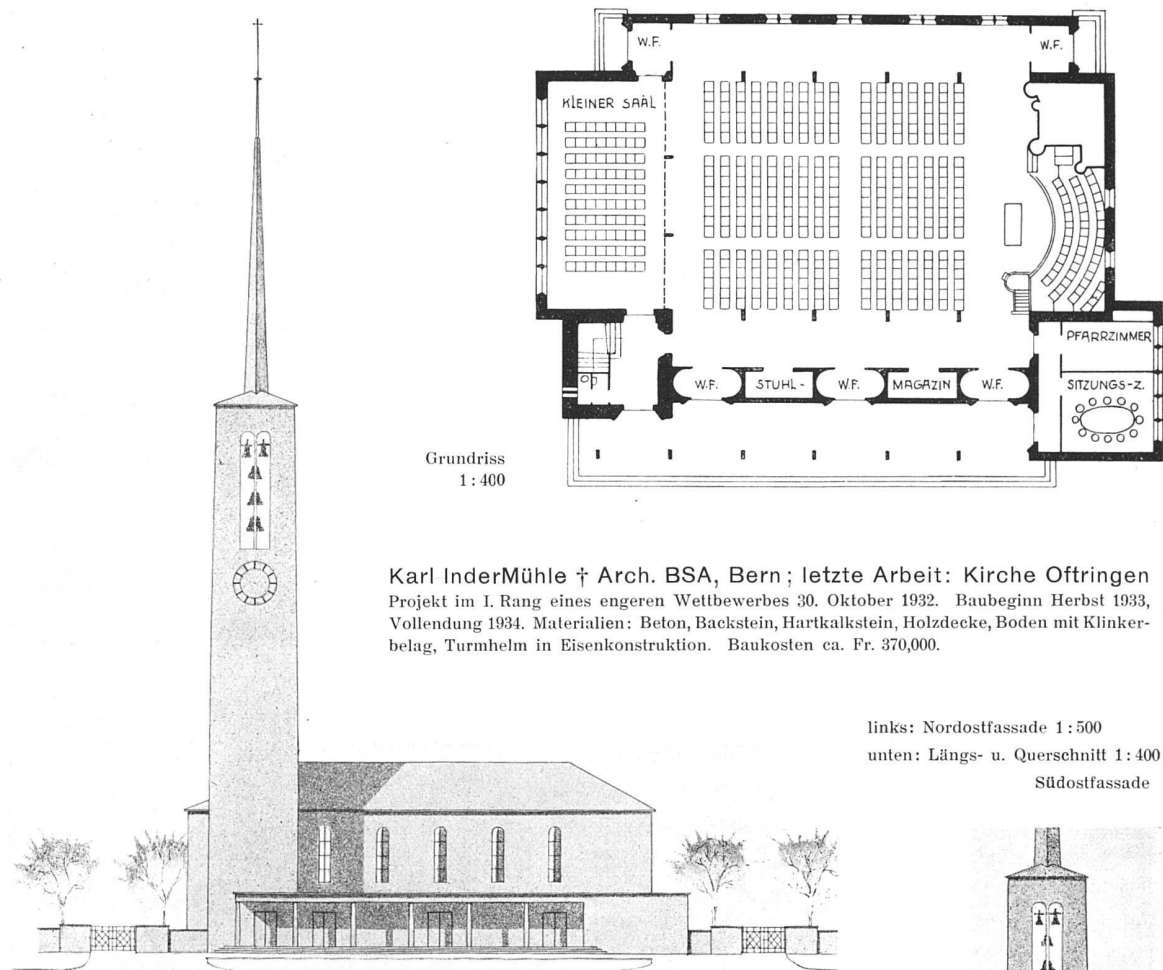 W.F.
W.F.
KLEINER SAAL
PFARRZIMMER
W.F.
STUHL-
W.F.
MAGAZIN
W.F.
SITZUNGS-Z.
Grundriss
1 : 400
Karl InderMühle † Arch. BSA, Bern; letzte Arbeit: Kirche Oftringen
Projekt im I. Rang eines engeren Wettbewerbes 30. Oktober 1932. Baubeginn Herbst 1933,
Vollendung 1934. Materialien: Beton, Backstein, Hartkalkstein, Holzdecke, Boden mit Klinker-
belag, Turmhelm in Eisenkonstruktion. Baukosten ca. Fr. 370,000.
links: Nordostfassade 1 : 500
unten: Längs- u. Querschnitt 1 : 400
Südostfassade